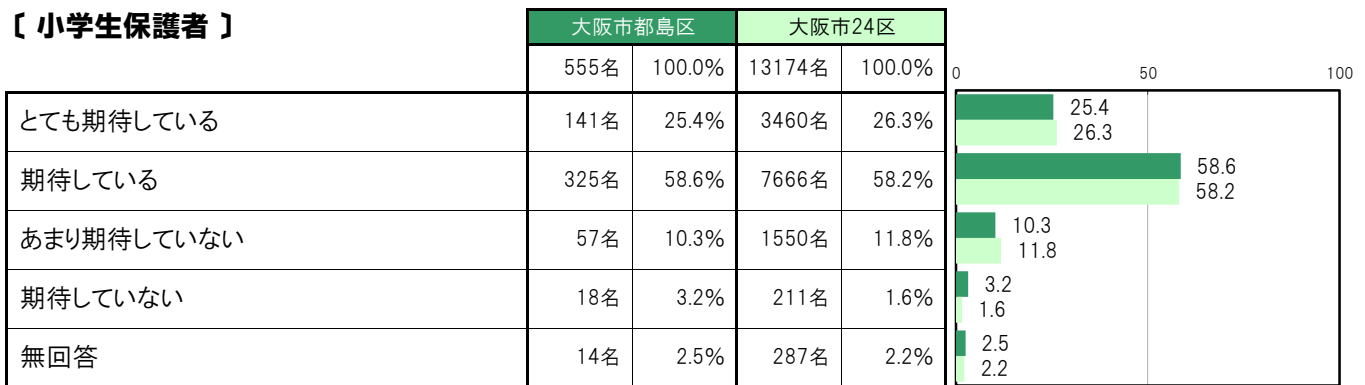 〔 小学生保護者 〕
大阪市都島区 大阪市24区
555名 100.0% 13174名 100.0%
0 50 100
とても期待している 141名 25.4% 3460名 26.3%
25.4
26.3
期待している 325名 58.6% 7666名 58.2%
58.6
58.2
あまり期待していない 57名 10.3% 1550名 11.8%
10.3
11.8
期待していない 18名 3.2% 211名 1.6%
3.2
1.6
無回答 14名 2.5% 287名 2.2%
2.5
2.2